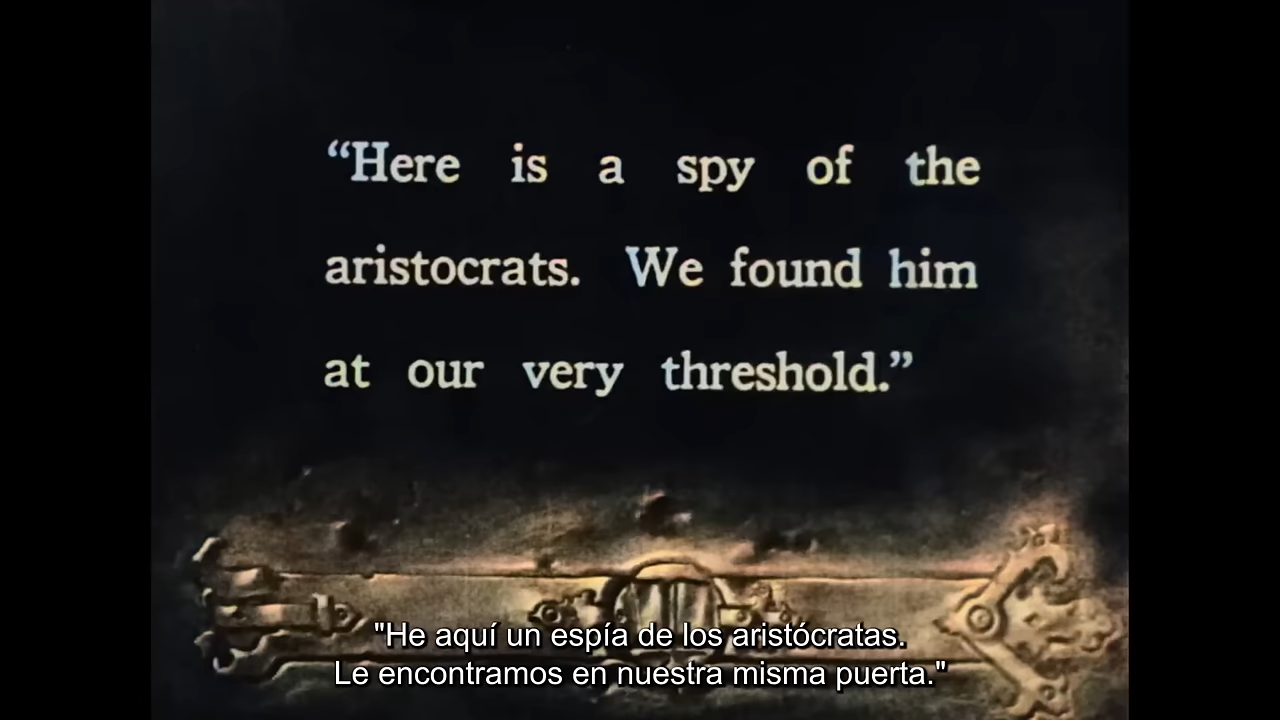 “Here is a spy of the
aristocrats. We found him
at our very threshold.”
"He aquí un espía de los aristócratas.
Le encontramos en nuestra misma puerta."